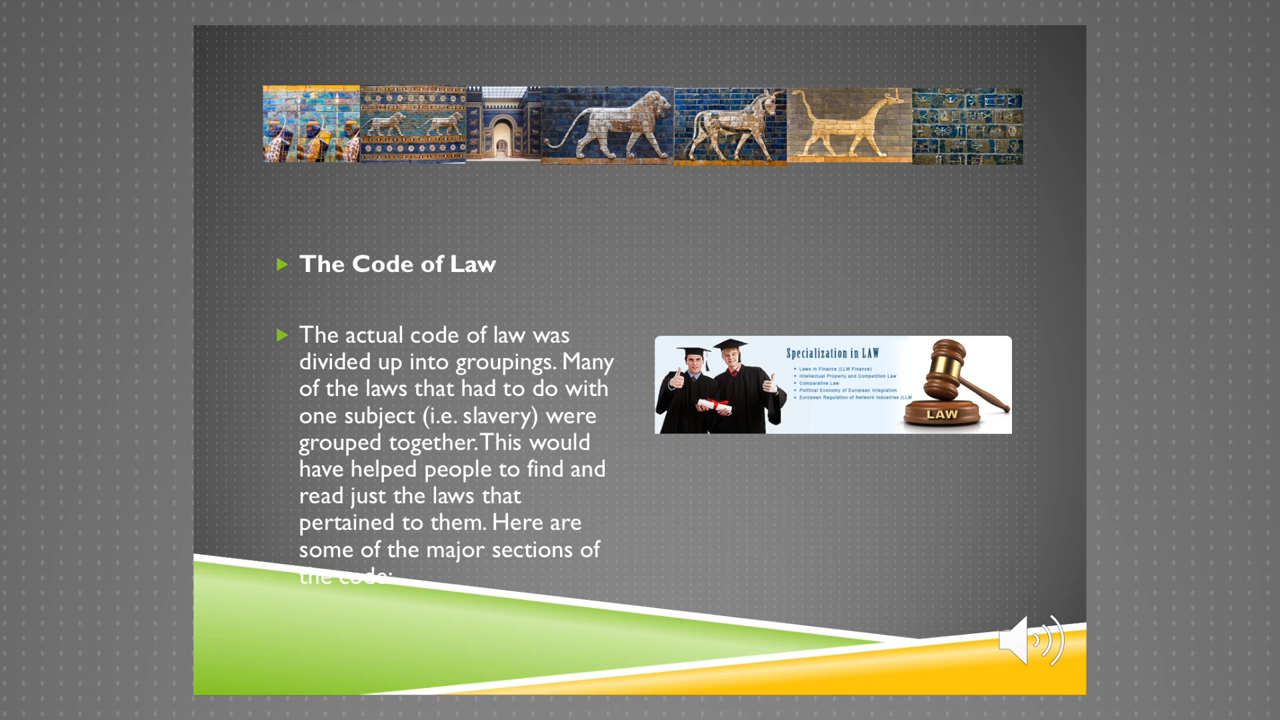 The Code of Law
The actual code of law was
divided up into groupings. Many
of the laws that had to do with
one subject (i.e. slavery) were
grouped together. This would
have helped people to find and
read just the laws that
pertained to them. Here are
some of the major sections of
the code:
Specialization in LAW
Laws in Finance (LLM Finance)
Intellectual Property and Competition Law
Comparative Law
Political Economy of European Integration
European Regulation of Network Industries (LLM
LAW